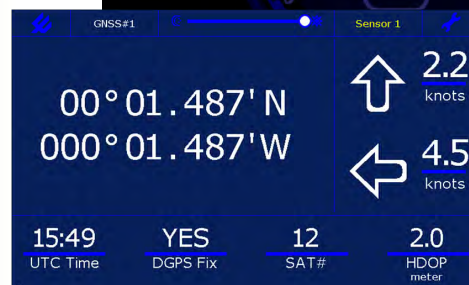 GNSS#1
Sensor 1
00°01.487'N
000°01.487'W
2.2
knots
4.5
knots
15:49 YES 12 2.0
UTC Time DGPS Fix SAT# HDOP
meter